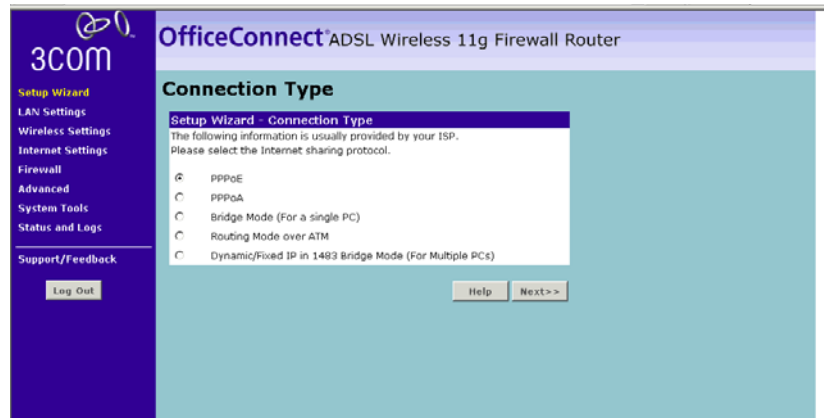 3COM
OfficeConnect® ADSL Wireless 11g Firewall Router
Setup Wizard
LAN Settings
Wireless Settings
Internet Settings
Firewall
Advanced
System Tools
Status and Logs
Support/Feedback
Log Out
Connection Type
Setup Wizard - Connection Type
The following information is usually provided by your ISP.
Please select the Internet sharing protocol.
PPPoE
PPPoA
Bridge Mode (For a single PC)
Routing Mode over ATM
Dynamic/Fixed IP in 1483 Bridge Mode (For Multiple PCs)
Help
Next>>